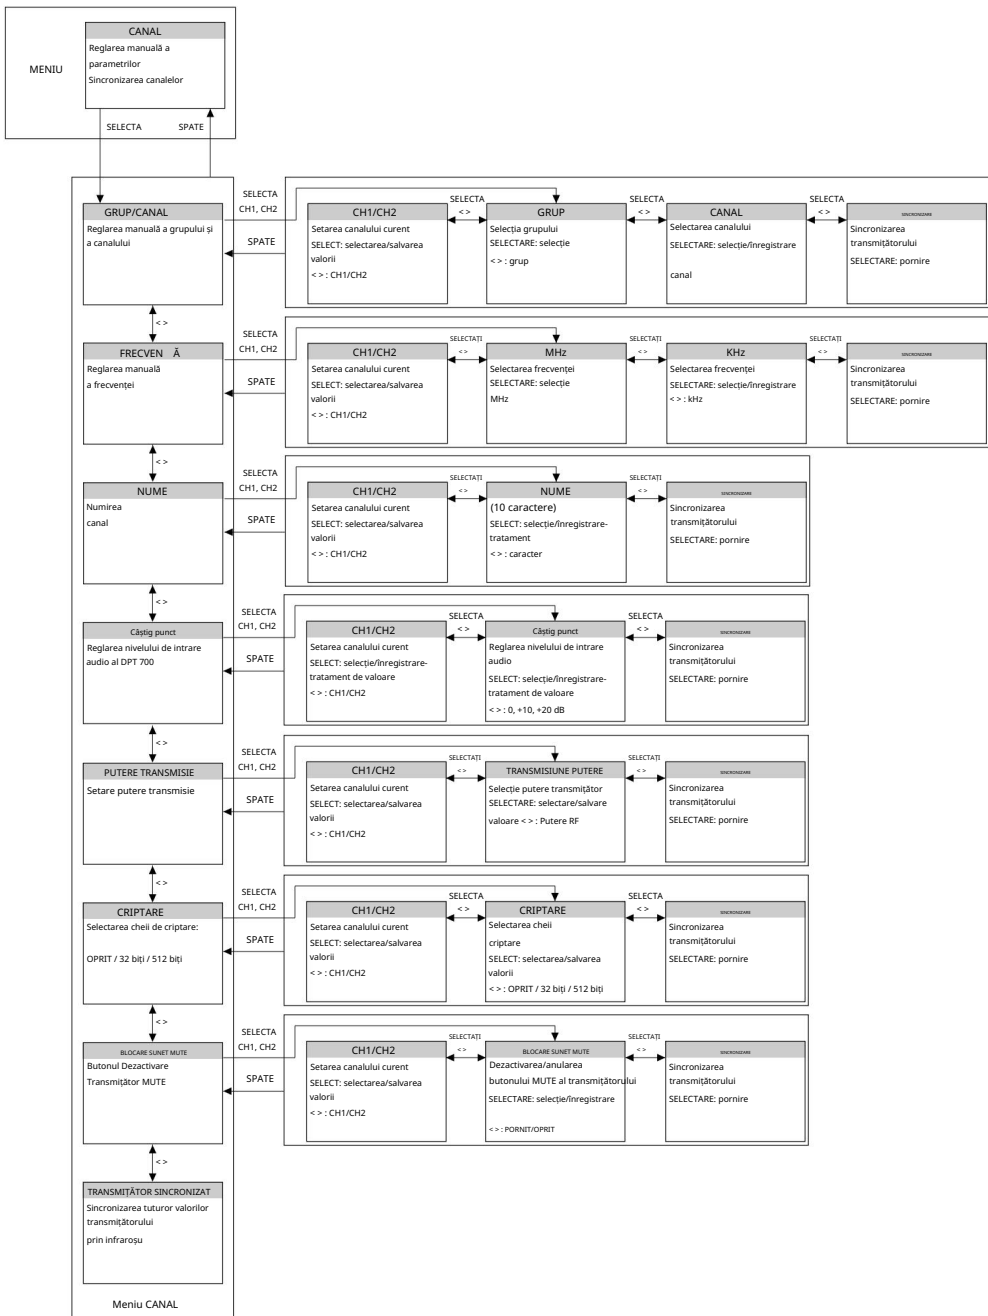 CANAL
Reglarea manuală a
parametrilor
Sincronizarea canalelor
MENIU
SELECTA
SPATE
GRUP/CANAL
Reglarea manuală a grupului și
a canalului
SELECTA
CH1, CH2
SPATE
CH1/CH2
Setarea canalului curent
SELECT: selectarea/salvarea
valorii
< > : CH1/CH2
SELECTA
< >
GRUP
Selecția grupului
SELECTARE: selecție
< > : grup
SELECTA
< >
CANAL
Selectarea canalului
SELECTARE: selecție/înregistrare
canal
SELECTA
< >
SINCRONIZARE
Sincronizarea
transmițătorului
SELECTARE: pornire
< >
FRECVEN Ă
Reglarea manuală
a frecvenței
SELECTA
CH1, CH2
SPATE
CH1/CH2
Setarea canalului curent
SELECT: selectarea/salvarea
valorii
< > : CH1/CH2
SELECTAȚI
< >
MHz
Selectarea frecvenței
SELECTARE: selecție
MHz
SELECTAȚI
< >
KHz
Selectarea frecvenței
SELECTARE: selecție/înregistrare
< > : kHz
SELECTAȚI
< >
SINCRONIZARE
Sincronizarea
transmițătorului
SELECTARE: pornire
< >
NUME
Numirea
canal
SELECTA
CH1, CH2
SPATE
CH1/CH2
Setarea canalului curent
SELECT: selectarea/salvarea
valorii
< > : CH1/CH2
SELECTAȚI
< >
NUME
(10 caractere)
SELECT: selecție/înregistrare-
tratament
< > : caracter
SELECTAȚI
< >
SINCRONIZARE
Sincronizarea
transmițătorului
SELECTARE: pornire
< >
Câștig punct
Reglarea nivelului de intrare
audio al DPT 700
SELECTA
CH1, CH2
SPATE
CH1/CH2
Setarea canalului curent
SELECT: selecție/înregistrare-
tratament de valoare
< > : CH1/CH2
SELECTA
< >
Câștig punct
Reglarea nivelului de intrare
audio
SELECT: selecție/înregistrare-
tratament de valoare
< > : 0, +10, +20 dB
SELECTA
< >
SINCRONIZARE
Sincronizarea
transmițătorului
SELECTARE: pornire
< >
PUTERE TRANSMISIE
Setare putere transmisie
SELECTA
CH1, CH2
SPATE
CH1/CH2
Setarea canalului curent
SELECT: selectarea/salvarea
valorii
< > : CH1/CH2
SELECTAȚI
< >
TRANSMISIUNE PUTERE
Selecție putere transmițător
SELECTARE: selectare/salvare
valoare < > : Putere RF
SELECTAȚI
< >
SINCRONIZARE
Sincronizarea
transmițătorului
SELECTARE: pornire
< >
CRIPTARE
Selectarea cheii de criptare:
OPRIT / 32 biți / 512 biți
SELECTA
CH1, CH2
SPATE
CH1/CH2
Setarea canalului curent
SELECT: selectarea/salvarea
valorii
< > : CH1/CH2
SELECTA
< >
CRIPTARE
Selectarea cheii
criptare
SELECT: selectarea/salvarea
valorii
< > : OPRIT / 32 biți / 512 biți
SELECTA
< >
SINCRONIZARE
Sincronizarea
transmițătorului
SELECTARE: pornire
< >
BLOCARE SUNET MUTE
Butonul Dezactivare
Transmițător MUTE
SELECTA
CH1, CH2
SPATE
CH1/CH2
Setarea canalului curent
SELECT: selectarea/salvarea
valorii
< > : CH1/CH2
SELECTAȚI
< >
BLOCARE SUNET MUTE
Dezactivarea/anularea
butonului MUTE al transmițătorului
SELECTARE: selecție/înregistrare
< > : PORNIT/OPRIT
SELECTAȚI
< >
SINCRONIZARE
Sincronizarea
transmițătorului
SELECTARE: pornire
< >
TRANSMIȚĂTOR SINCRONIZAT
Sincronizarea tuturor valorilor
transmițătorului
prin infraroșu
Meniu CANAL